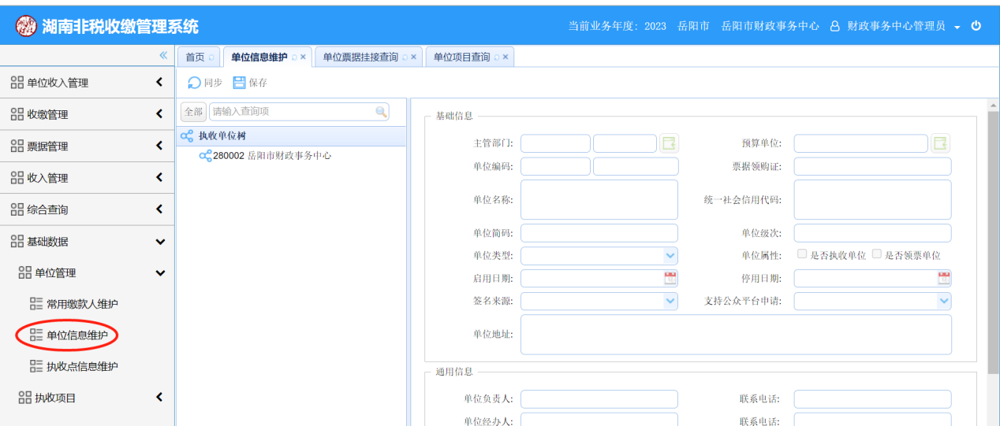 湖南非税收缴管理系统
当前业务年度: 2023 岳阳市 岳阳市财政事务中心 财政事务中心管理员
首页 单位信息维护 单位票据挂接查询 单位项目查询
单位收入管理
收缴管理
票据管理
收入管理
综合查询
基础数据
单位管理
常用缴款人维护
单位信息维护
执收点信息维护
执收项目
同步 保存
全部 请输入查询项
执收单位树
280002 岳阳市财政事务中心
基础信息
主管部门: 预算单位:
单位编码: 票据领购证:
单位名称: 统一社会信用代码:
单位简码: 单位级次:
单位类型: 单位属性: 是否执收单位 是否领票单位
启用日期: 停用日期:
签名来源: 支持公众平台申请:
单位地址:
通用信息
单位负责人: 联系电话:
单位经办人: 联系电话: